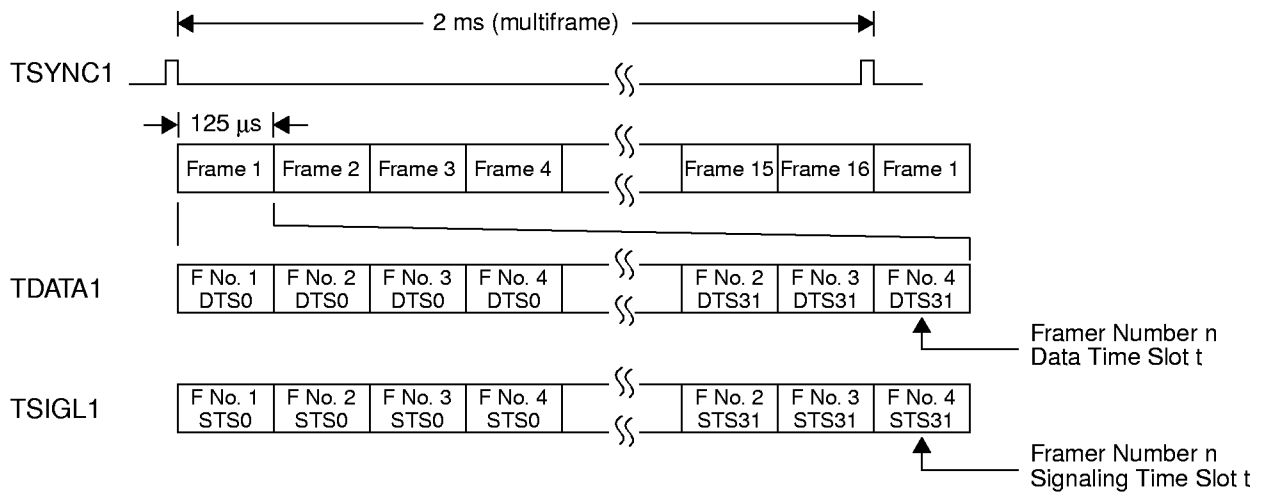 2 ms (multiframe)
TSYNC1
125 μs
Frame 1 Frame 2 Frame 3 Frame 4 Frame 15 Frame 16 Frame 1
TDATA1
F No. 1 F No. 2 F No. 3 F No. 4 F No. 2 F No. 3 F No. 4
DTS0 DTS0 DTS0 DTS0 DTS31 DTS31 DTS31
Framer Number n
Data Time Slot t
TSIGL1
F No. 1 F No. 2 F No. 3 F No. 4 F No. 2 F No. 3 F No. 4
STS0 STS0 STS0 STS0 STS31 STS31 STS31
Framer Number n
Signaling Time Slot t